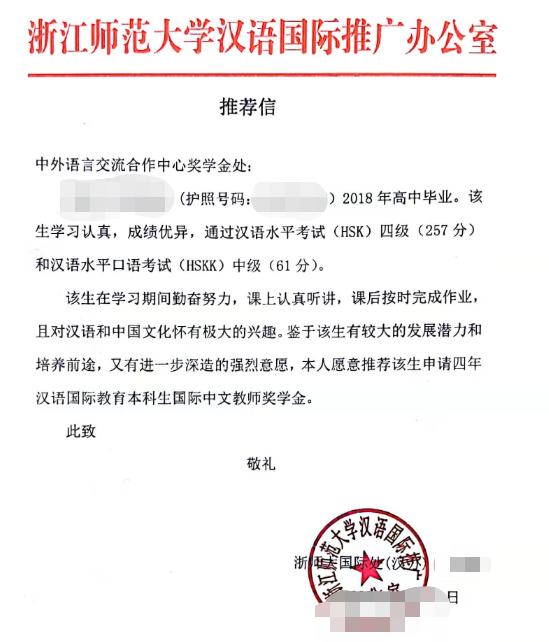 浙江师范大学汉语国际推广办公室
推荐信
中外语言交流合作中心奖学金处:
(护照号码: ) 2018 年高中毕业。该
生学习认真，成绩优异，通过汉语水平考试（HSK）四级（257 分）
和汉语水平口语考试（HSKK）中级（61 分）。
该生在学习期间勤奋努力，课上认真听讲，课后按时完成作业，
且对汉语和中国文化怀有极大的兴趣。鉴于该生有较大的发展潜力和
培养前途，又有进一步深造的强烈意愿，本人愿意推荐该生申请四年
汉语国际教育本科生国际中文教师奖学金。
此致
敬礼
浙江师范大学汉语国际推广
浙师大国际处(汉办)
日